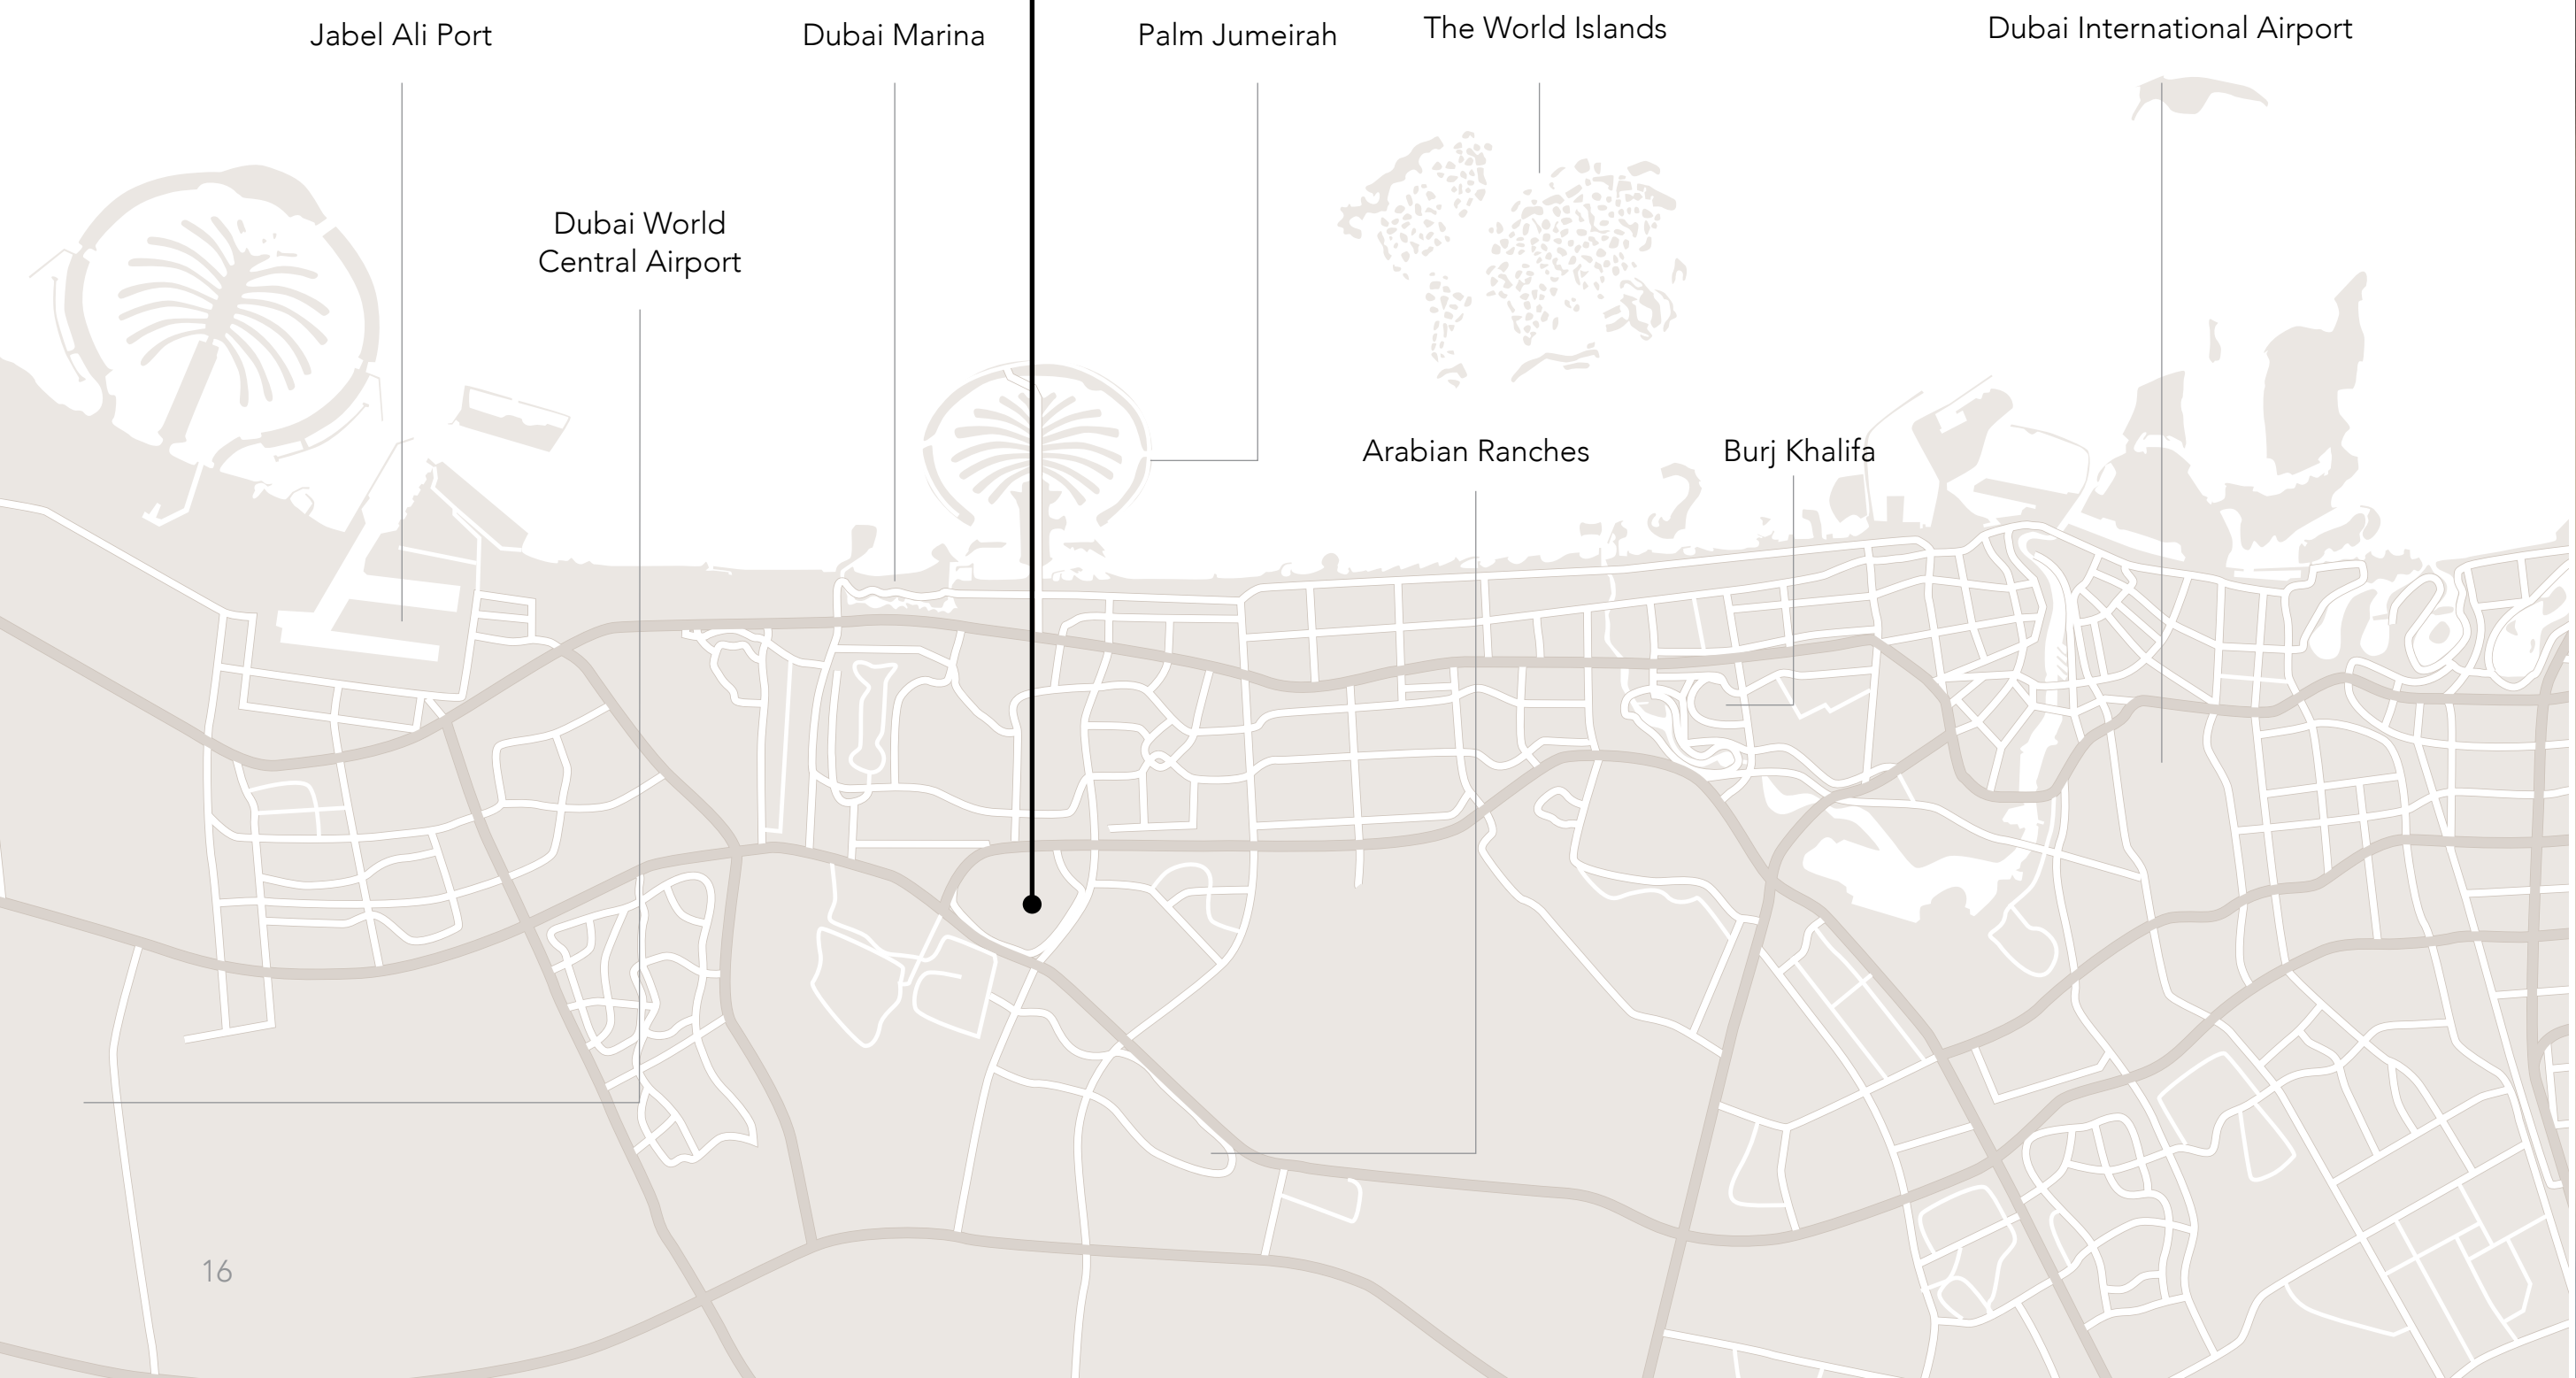 Jabel Ali Port
Dubai Marina
Palm Jumeirah
The World Islands
Dubai International Airport
Dubai World
Central Airport
Arabian Ranches
Burj Khalifa
16